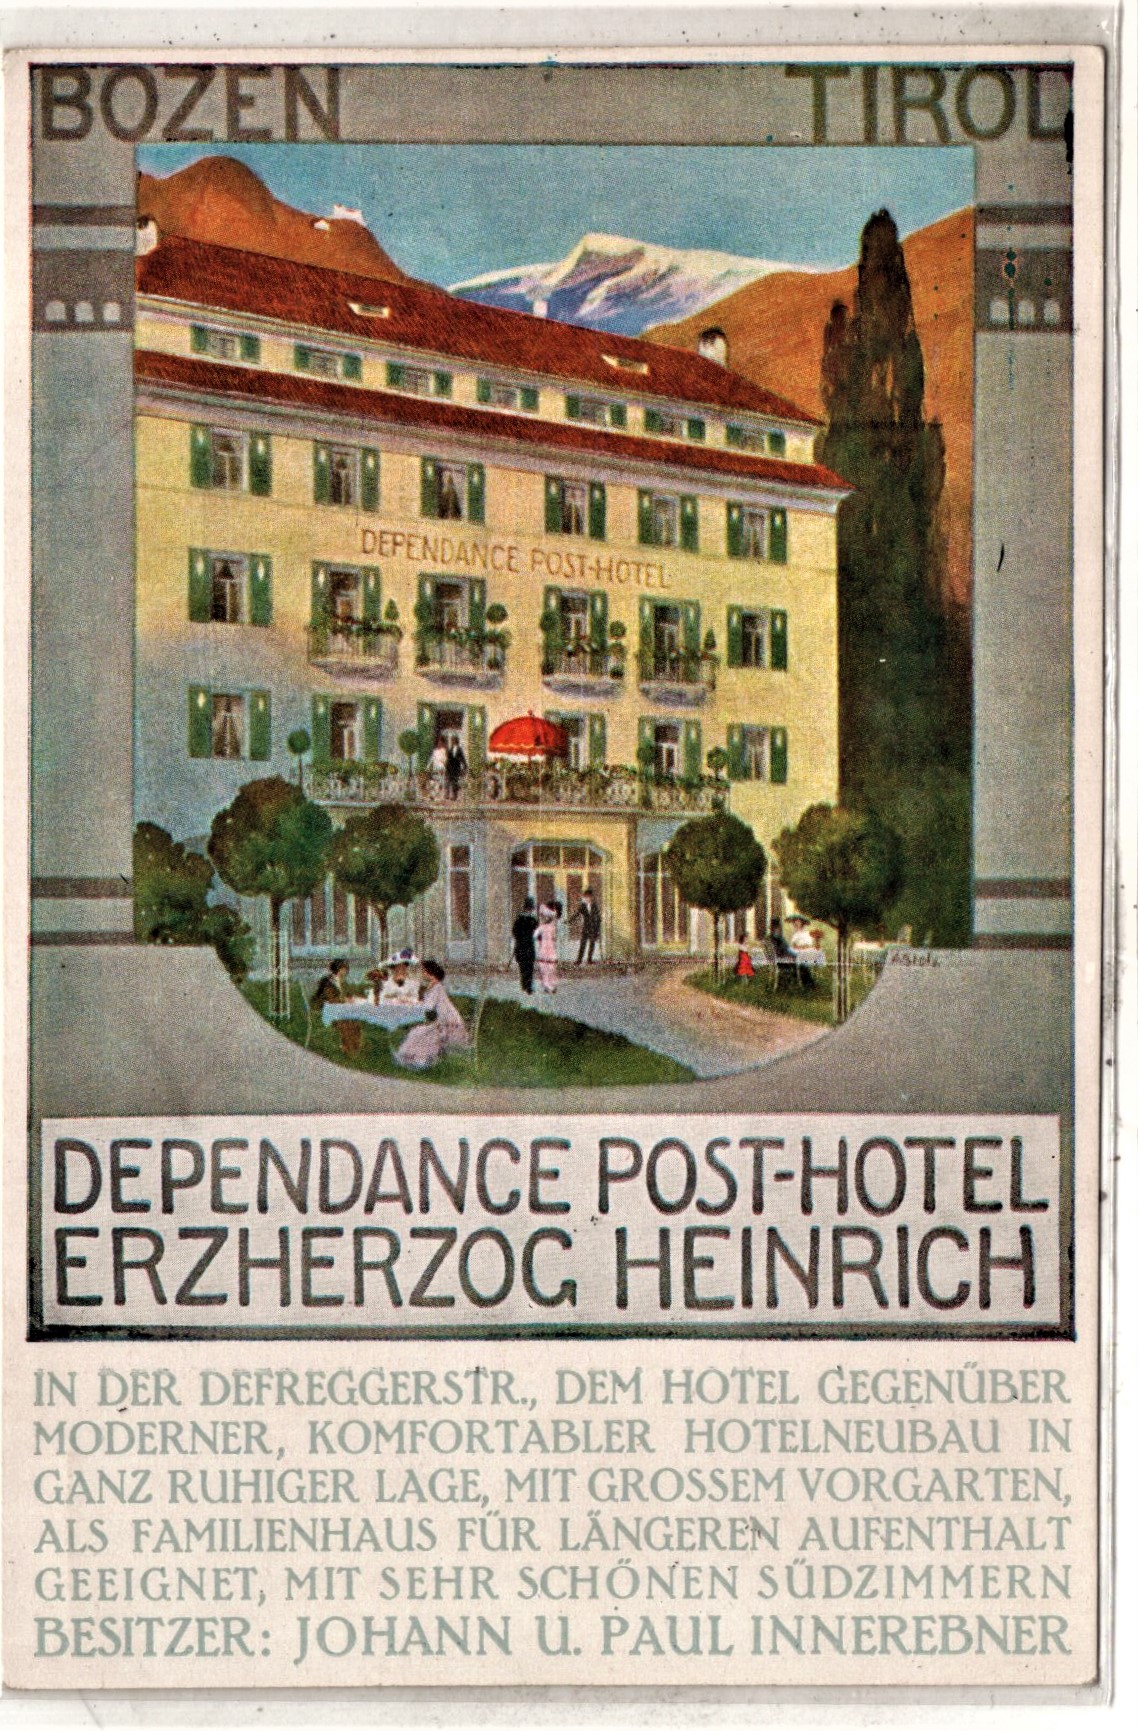 BOZEN TIROL
DEPENDANCE POST-HOTEL
DEPENDANCE POST-HOTEL
ERZHERZOG HEINRICH
IN DER DEFREGGERSTR., DEM HOTEL GEGENÜBER
MODERNER, KOMFORTABLER HOTELNEUBAU IN
GANZ RUHIGER LAGE, MIT GROSSEM VORGARTEN,
ALS FAMILIENHAUS FÜR LÄNGEREN AUFENTHALT
GEEIGNET, MIT SEHR SCHÖNEN SÜDZIMMERN
BESITZER: JOHANN U. PAUL INNEREBNER